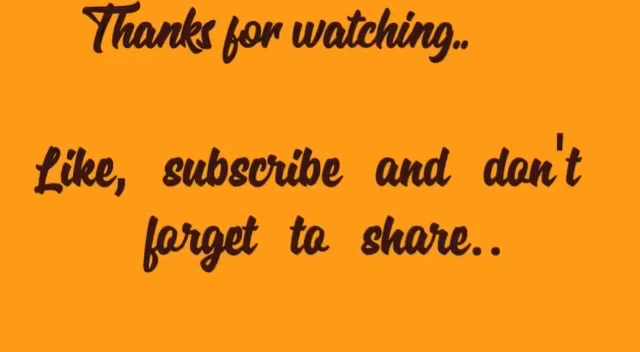 Thanks for watching..
Like, subscribe and don't
forget to share..